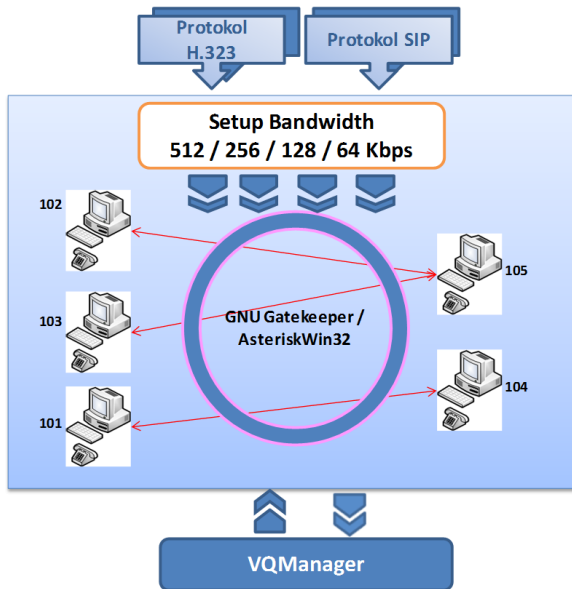 Protokol
H.323
Protokol SIP
Setup Bandwidth
512 / 256 / 128 / 64 Kbps
102
105
103
GNU Gatekeeper /
AsteriskWin32
104
101
VQManager